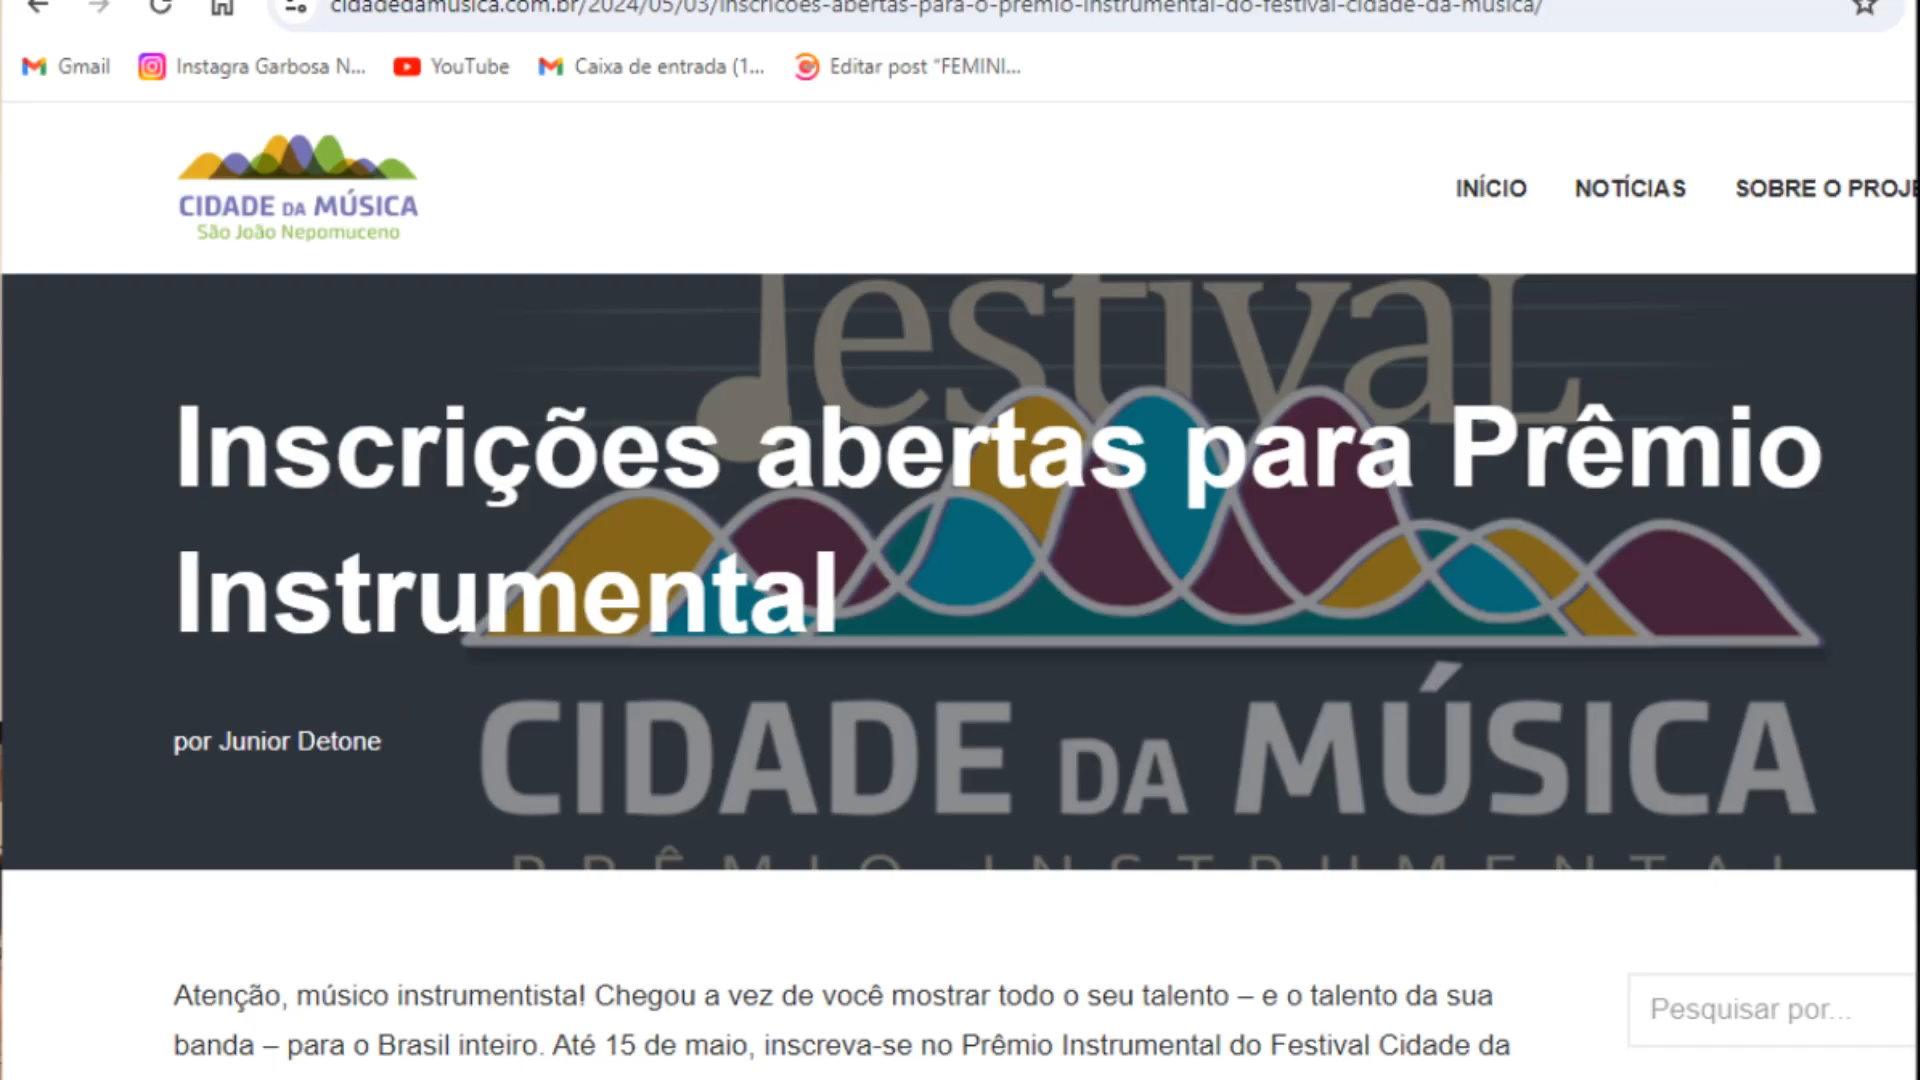 cidadedamusica.com.br/2024/05/03/inscricoes-abertas-para-o-premio-instrumental-do-festival-cidade-da-musica/
Gmail
Instagra Garbosa N...
YouTube
Caixa de entrada (1...
Editar post “FEMINI...
CIDADE DA MÚSICA
São João Nepomuceno
INÍCIO
NOTÍCIAS
SOBRE O PROJE
festival
Inscrições abertas para Prêmio
Instrumental
CIDADE DA MÚSICA
por Junior Detone
PRÊMIO INSTRUMENTAL
Atenção, músico instrumentista! Chegou a vez de você mostrar todo o seu talento – e o talento da sua
banda – para o Brasil inteiro. Até 15 de maio, inscreva-se no Prêmio Instrumental do Festival Cidade da
Pesquisar por...